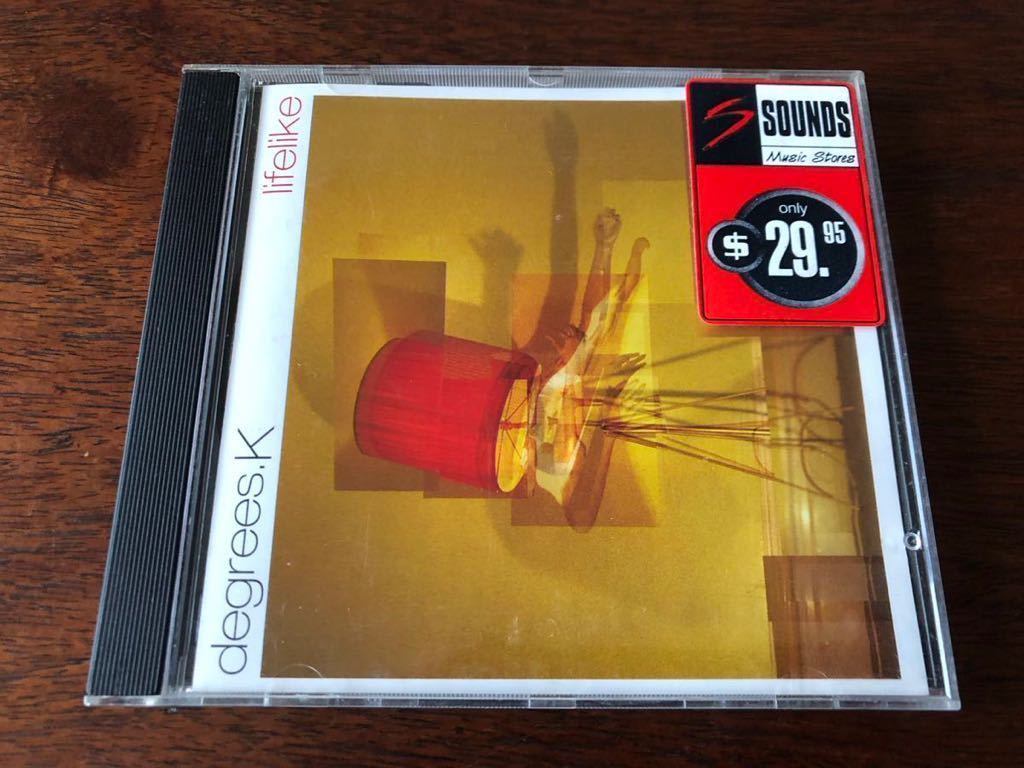 lifelike
degrees.K
S SOUNDS
Music Stores
only
$ 29.95